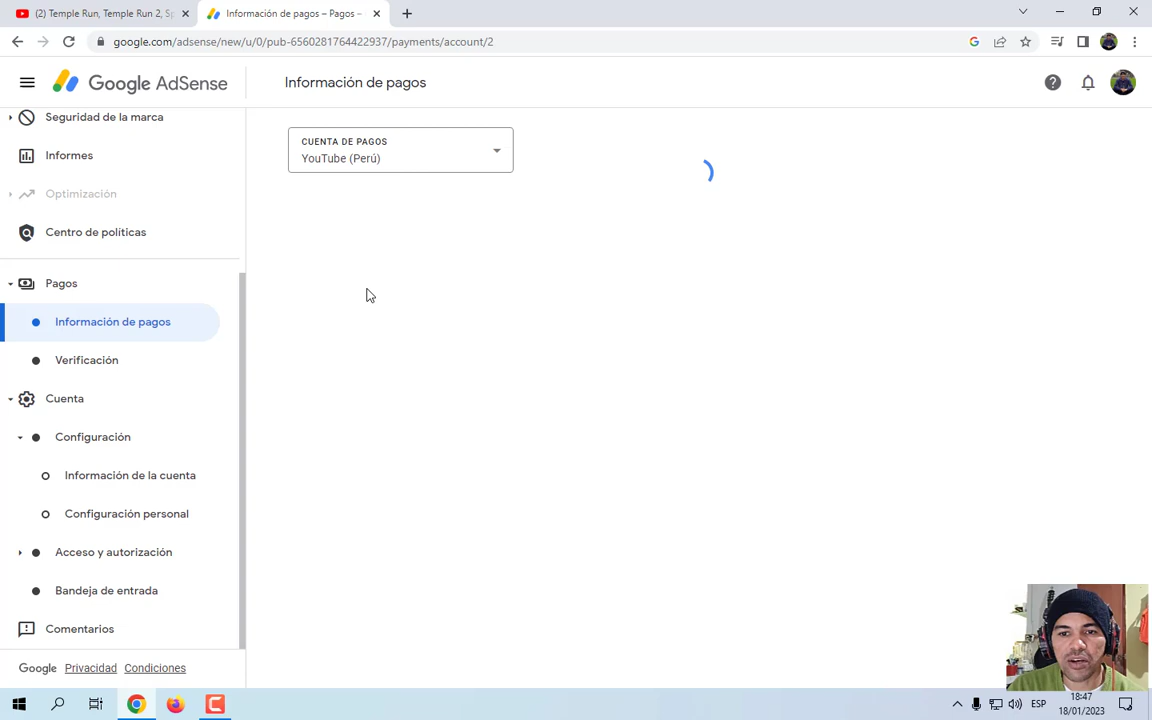 (2) Temple Run, Temple Run 2, Sp
Información de pagos – Pagos –
google.com/adsense/new/u/0/pub-6560281764422937/payments/account/2
Google AdSense
Información de pagos
Seguridad de la marca
Informes
Optimización
Centro de políticas
Pagos
Información de pagos
Verificación
Cuenta
Configuración
Información de la cuenta
Configuración personal
Acceso y autorización
Bandeja de entrada
Comentarios
Google Privacidad Condiciones
CUENTA DE PAGOS
YouTube (Perú)
ESP
18:47
18/01/2023